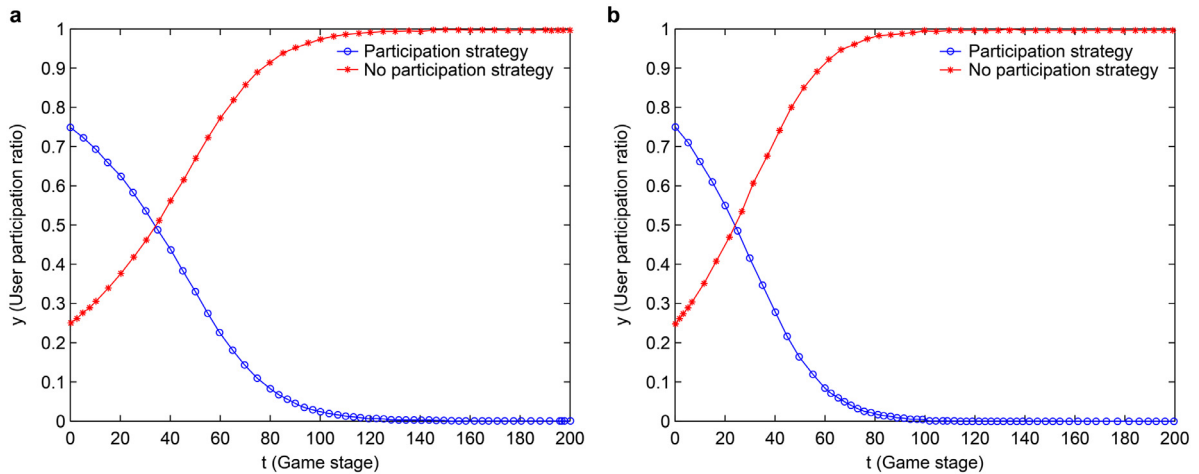 a
1
0.9
0.8
0.7
0.6
0.5
0.4
0.3
0.2
0.1
0
y (User participation ratio)
Participation strategy
No participation strategy
0 20 40 60 80 100 120 140 160 180 200
t (Game stage)
b
1
0.9
0.8
0.7
0.6
0.5
0.4
0.3
0.2
0.1
0
y (User participation ratio)
Participation strategy
No participation strategy
0 20 40 60 80 100 120 140 160 180 200
t (Game stage)